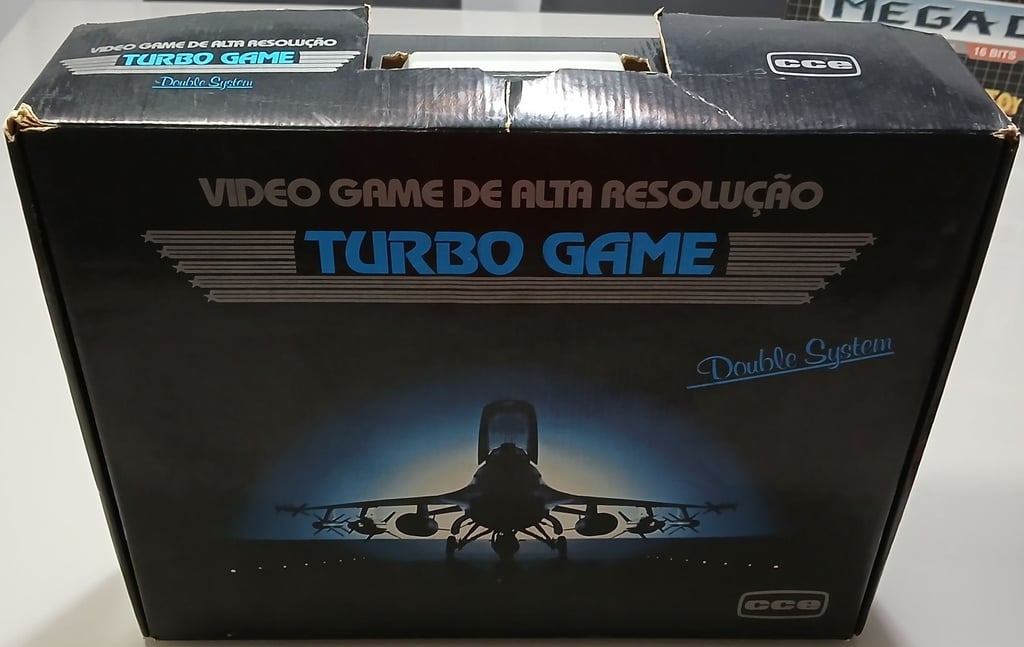 VIDEO GAME DE ALTA RESOLUÇÃO
TURBO GAME
Double System
cce
MEGA D
16 BITS
VIDEO GAME DE ALTA RESOLUÇÃO
TURBO GAME
Double System
cce